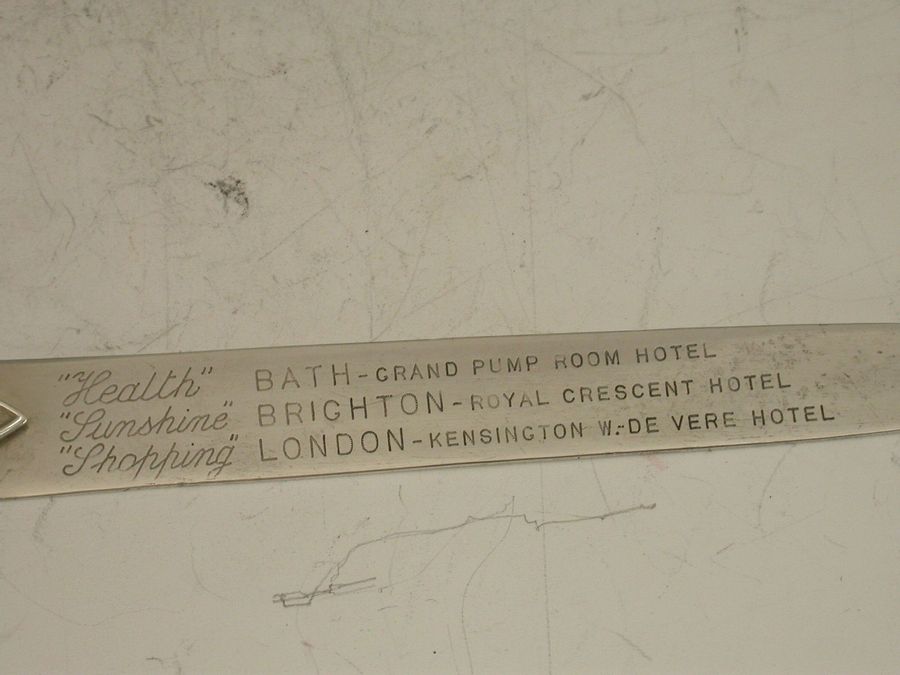 "Health" BATH-GRAND PUMP ROOM HOTEL
"Sunshine" BRIGHTON-ROYAL CRESCENT HOTEL
"Shopping" LONDON-KENSINGTON W.-DE VERE HOTEL